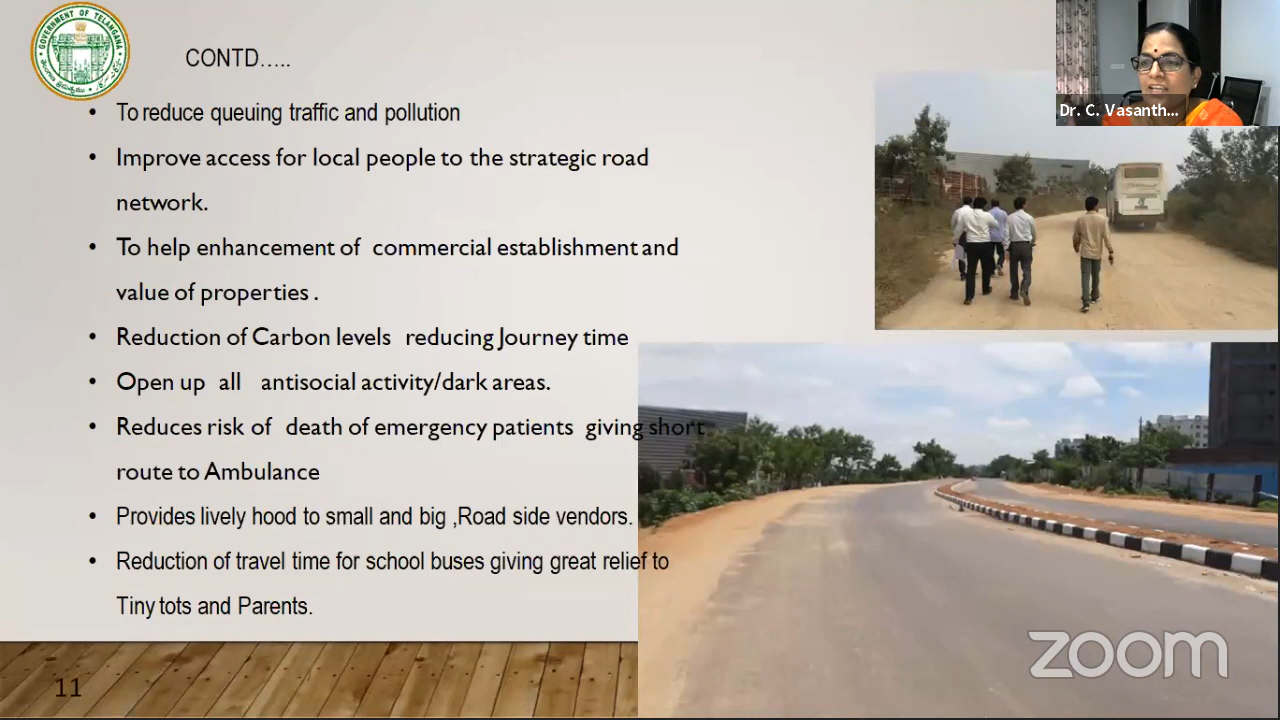 GOVERNMENT OF TELANGANA
CONTD.....
Dr. C. Vasanth...
• To reduce queuing traffic and pollution
• Improve access for local people to the strategic road
network.
• To help enhancement of commercial establishment and
value of properties .
• Reduction of Carbon levels reducing Journey time
• Open up all antisocial activity/dark areas.
• Reduces risk of death of emergency patients giving short
route to Ambulance
• Provides lively hood to small and big ,Road side vendors.
• Reduction of travel time for school buses giving great relief to
Tiny tots and Parents.
zoom
11